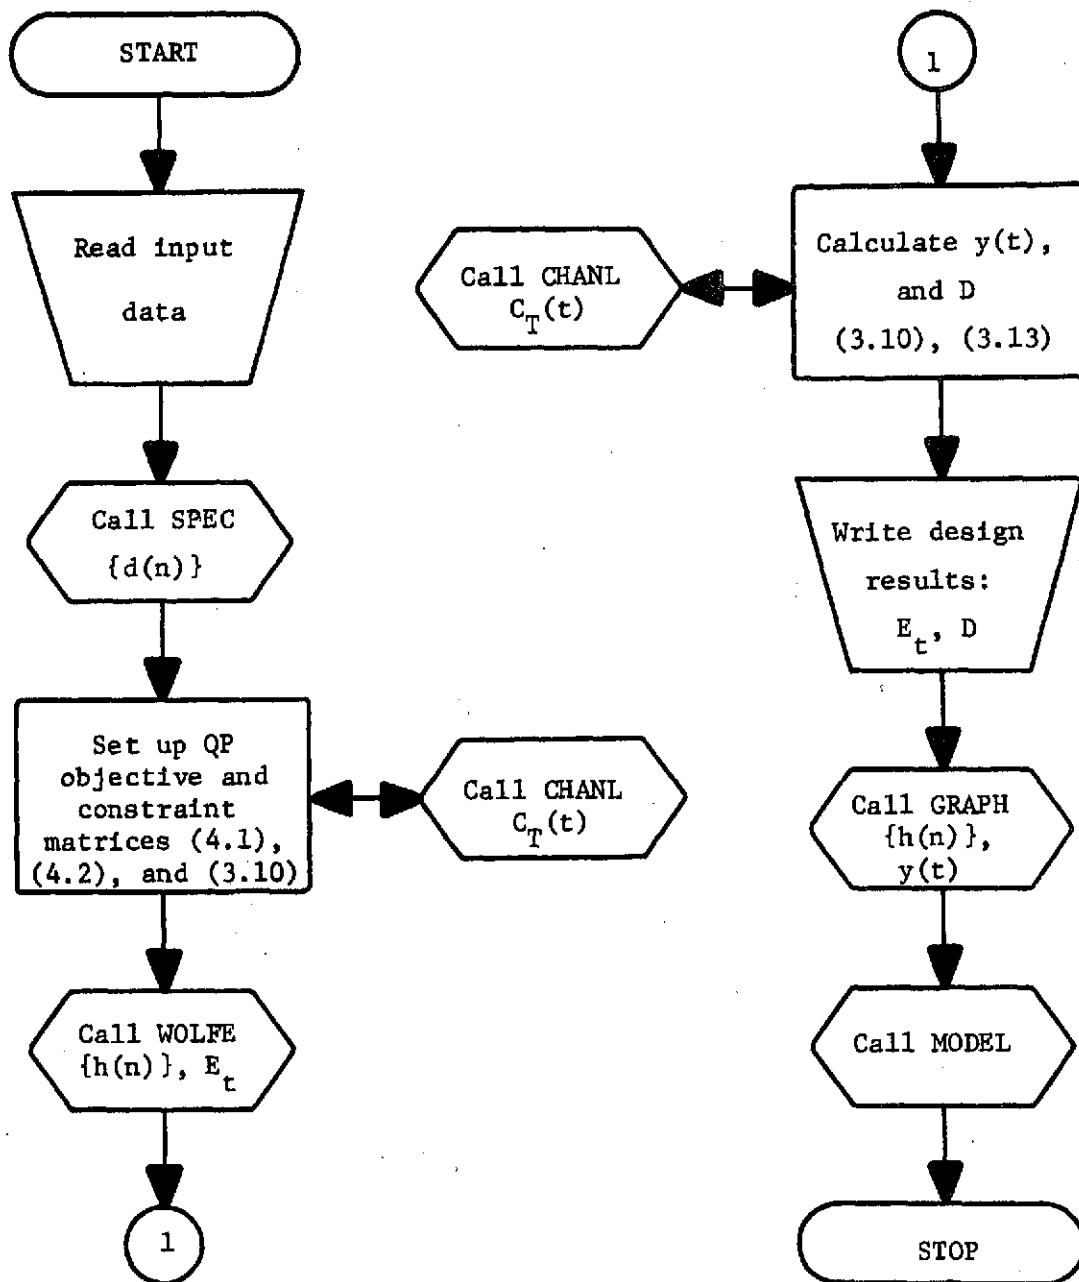 START
Read input
data
Call SPEC
{d(n)}
Set up QP
objective and
constraint
matrices (4.1),
(4.2), and (3.10)
Call CHANL
C_T(t)
Call WOLFE
{h(n)}, E_t
1
1
Calculate y(t),
and D
(3.10), (3.13)
Call CHANL
C_T(t)
Write design
results:
E_t, D
Call GRAPH
{h(n)},
y(t)
Call MODEL
STOP